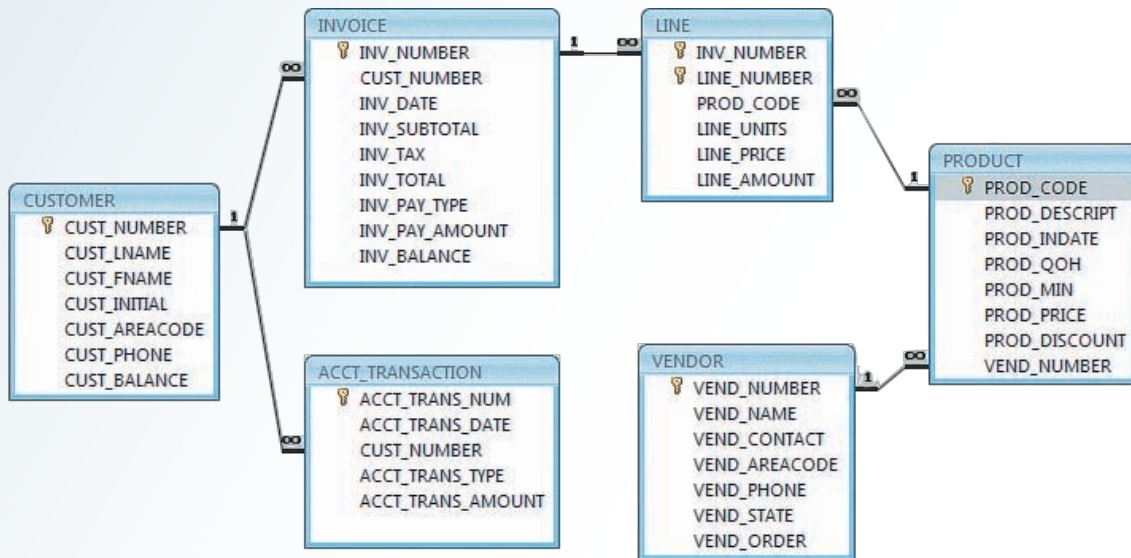 INVOICE
INV_NUMBER
CUST_NUMBER
INV_DATE
INV_SUBTOTAL
INV_TAX
INV_TOTAL
INV_PAY_TYPE
INV_PAY_AMOUNT
INV_BALANCE
1
∞
LINE
INV_NUMBER
LINE_NUMBER
PROD_CODE
LINE_UNITS
LINE_PRICE
LINE_AMOUNT
∞
1
PRODUCT
PROD_CODE
PROD_DESCRIPT
PROD_INDATE
PROD_QOH
PROD_MIN
PROD_PRICE
PROD_DISCOUNT
VEND_NUMBER
CUSTOMER
CUST_NUMBER
CUST_LNAME
CUST_FNAME
CUST_INITIAL
CUST_AREACODE
CUST_PHONE
CUST_BALANCE
1
∞
∞
ACCT_TRANSACTION
ACCT_TRANS_NUM
ACCT_TRANS_DATE
CUST_NUMBER
ACCT_TRANS_TYPE
ACCT_TRANS_AMOUNT
VENDOR
VEND_NUMBER
VEND_NAME
VEND_CONTACT
VEND_AREACODE
VEND_PHONE
VEND_STATE
VEND_ORDER
1
∞